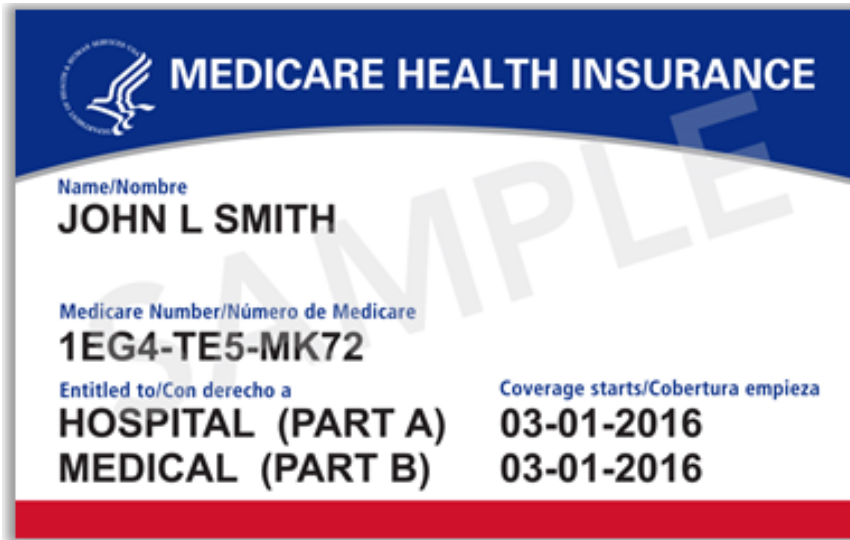 MEDICARE HEALTH INSURANCE
SAMPLE
Name/Nombre
JOHN L SMITH
Medicare Number/Número de Medicare
1EG4-TE5-MK72
Entitled to/Con derecho a Coverage starts/Cobertura empieza
HOSPITAL (PART A) 03-01-2016
MEDICAL (PART B) 03-01-2016